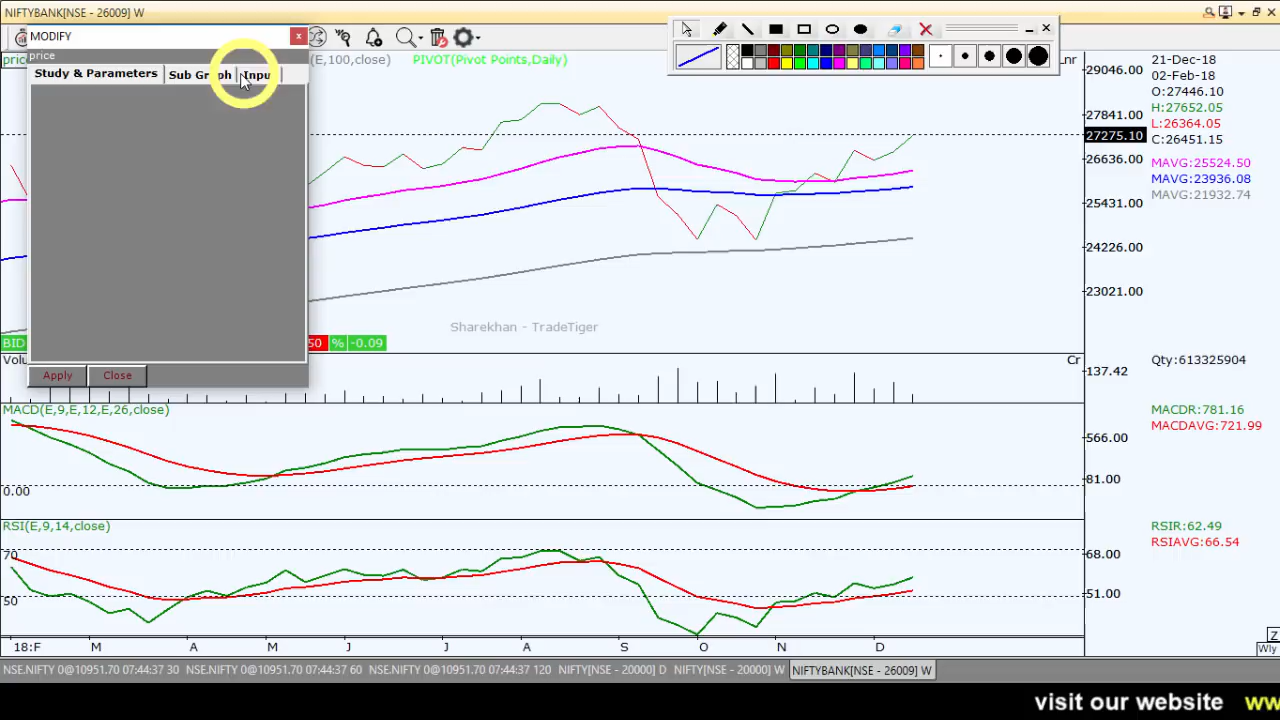 NIFTYBANK[NSE - 26009] W
MODIFY
price
Study & Parameters
Sub Graph
Inpu
Apply
Close
(E,100,close)
PIVOT(Pivot Points,Daily)
Lnr
29046.00
27841.00
27275.10
26636.00
25431.00
24226.00
23021.00
21-Dec-18
02-Feb-18
O:27446.10
H:27652.05
L:26364.05
C:26451.15
MAVG:25524.50
MAVG:23936.08
MAVG:21932.74
Sharekhan - TradeTiger
BID
50 % -0.09
Volu
Cr
137.42
Qty:613325904
MACD(E,9,E,12,E,26,close)
0.00
566.00
81.00
MACDR:781.16
MACDAVG:721.99
RSI(E,9,14,close)
70
50
68.00
51.00
RSIR:62.49
RSIAVG:66.54
18:F M A M J J A S O N D
Z
Wly
NSE.NIFTY 0@10951.70 07:44:37 30
NSE.NIFTY 0@10951.70 07:44:37 60
NSE.NIFTY 0@10951.70 07:44:37 120
NIFTY[NSE - 20000] D
NIFTY[NSE - 20000] W
NIFTYBANK[NSE - 26009] W
visit our website ww